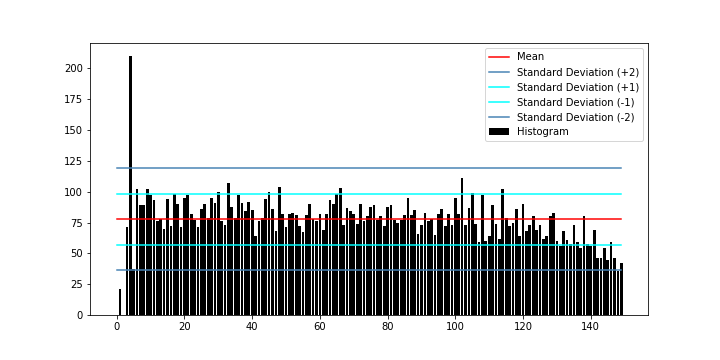 Mean
Standard Deviation (+2)
Standard Deviation (+1)
Standard Deviation (-1)
Standard Deviation (-2)
Histogram
200
175
150
125
100
75
50
25
0
0 20 40 60 80 100 120 140